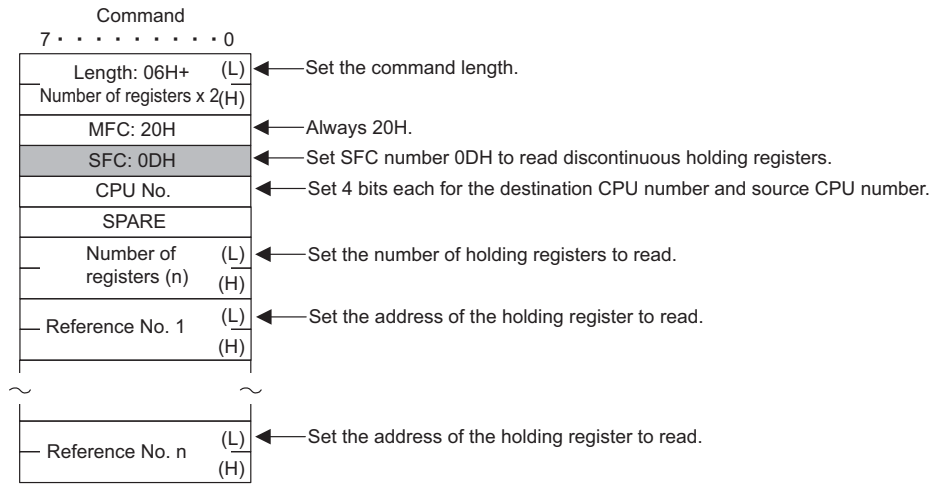 Command
7 · · · · · · · · · 0
Length: 06H+ (L)
Number of registers x 2 (H)
Set the command length.
MFC: 20H
Always 20H.
SFC: 0DH
Set SFC number 0DH to read discontinuous holding registers.
CPU No.
Set 4 bits each for the destination CPU number and source CPU number.
SPARE
Number of (L)
registers (n) (H)
Set the number of holding registers to read.
Reference No. 1 (L)
(H)
Set the address of the holding register to read.
Reference No. n (L)
(H)
Set the address of the holding register to read.